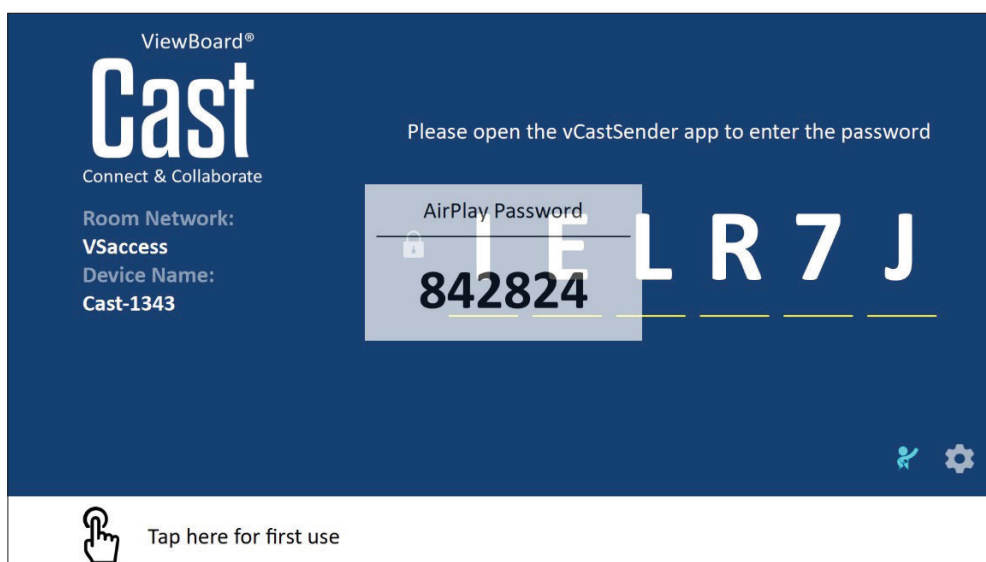 ViewBoard®
Cast
Connect & Collaborate
Room Network:
VSaccess
Device Name:
Cast-1343
Please open the vCastSender app to enter the password
AirPlay Password
842824
I E L R 7 J
Tap here for first use